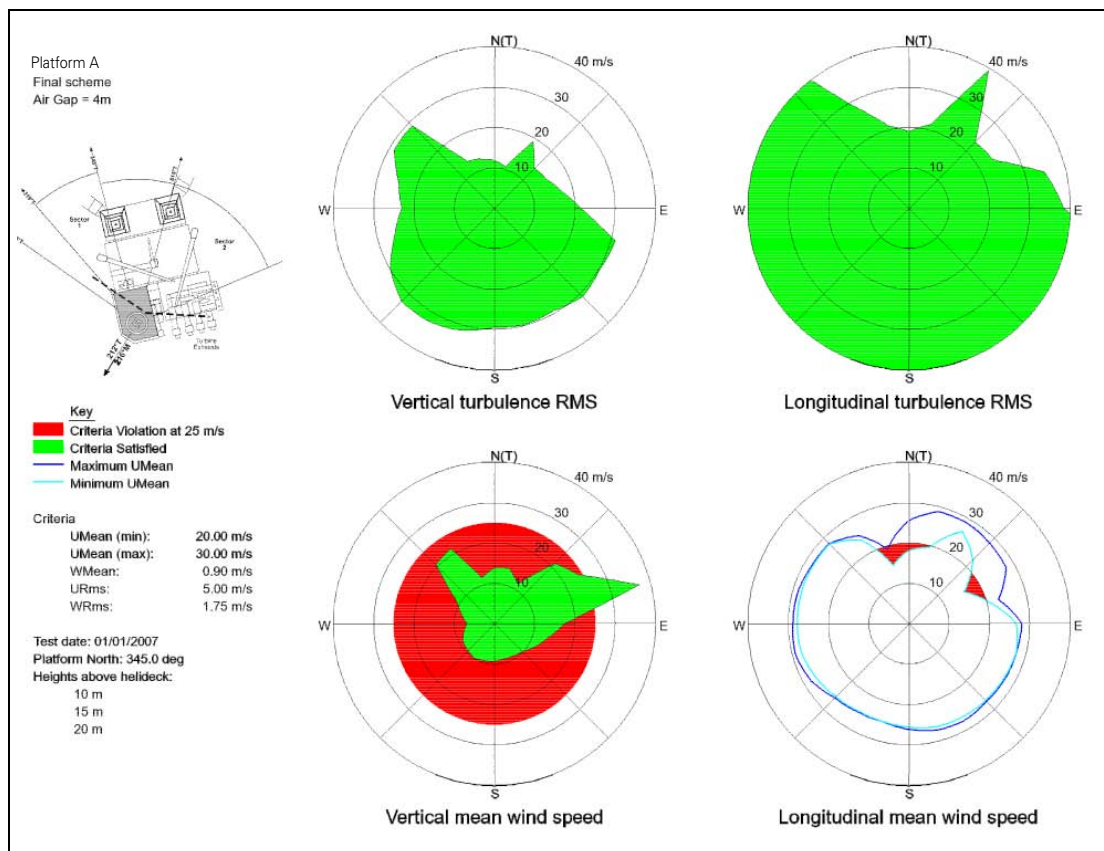 Platform A
Final scheme
Air Gap = 4m
Sector
1
Sector
2
Turbine
Exhausts
212°T
N(T)
40 m/s
30
20
10
W
E
S
Vertical turbulence RMS
N(T)
40 m/s
30
20
10
W
E
S
Longitudinal turbulence RMS
Key
Criteria Violation at 25 m/s
Criteria Satisfied
Maximum UMean
Minimum UMean
Criteria
UMean (min): 20.00 m/s
UMean (max): 30.00 m/s
WMean: 0.90 m/s
URms: 5.00 m/s
WRms: 1.75 m/s
Test date: 01/01/2007
Platform North: 345.0 deg
Heights above helideck:
10 m
15 m
20 m
N(T)
40 m/s
30
20
10
W
E
S
Vertical mean wind speed
N(T)
40 m/s
30
20
10
W
E
S
Longitudinal mean wind speed